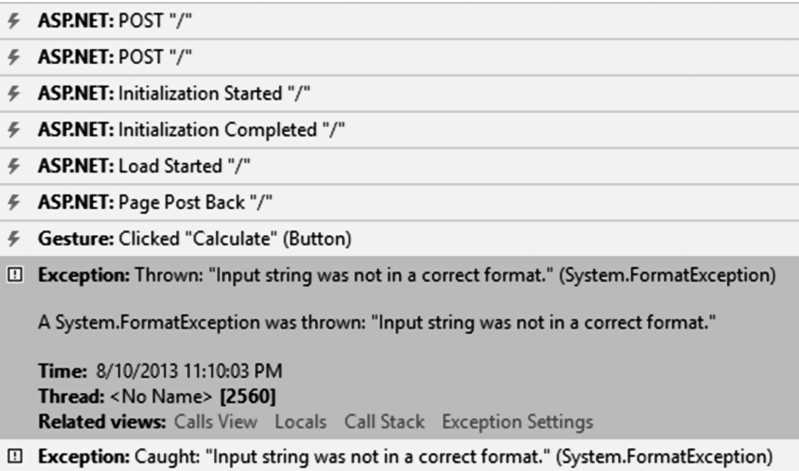 ASP.NET: POST "/"
ASP.NET: POST "/"
ASP.NET: Initialization Started "/"
ASP.NET: Initialization Completed "/"
ASP.NET: Load Started "/"
ASP.NET: Page Post Back "/"
Gesture: Clicked "Calculate" (Button)
Exception: Thrown: "Input string was not in a correct format." (System.FormatException)
A System.FormatException was thrown: "Input string was not in a correct format."
Time: 8/10/2013 11:10:03 PM
Thread: <No Name> [2560]
Related views: Calls View Locals Call Stack Exception Settings
Exception: Caught: "Input string was not in a correct format." (System.FormatException)